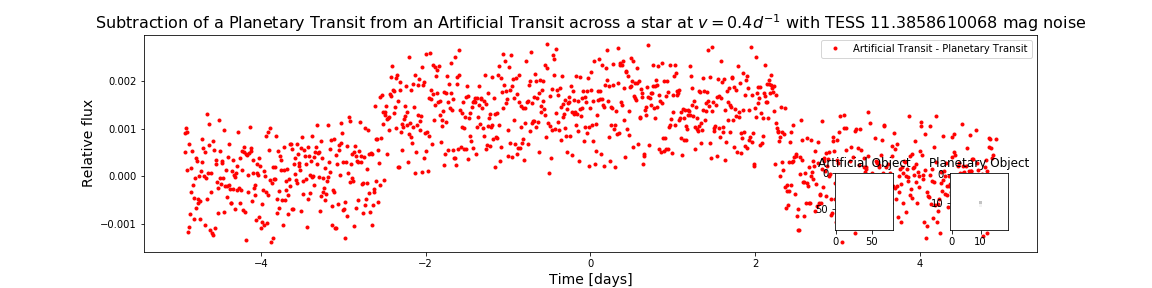 Subtraction of a Planetary Transit from an Artificial Transit across a star at v = 0.4d⁻¹ with TESS 11.3858610068 mag noise
Artificial Transit - Planetary Transit
Relative flux
0.002
0.001
0.000
−0.001
Artificial Object
0
50
0 50
Planetary Object
0
10
0 10
−4 −2 0 2 4
Time [days]